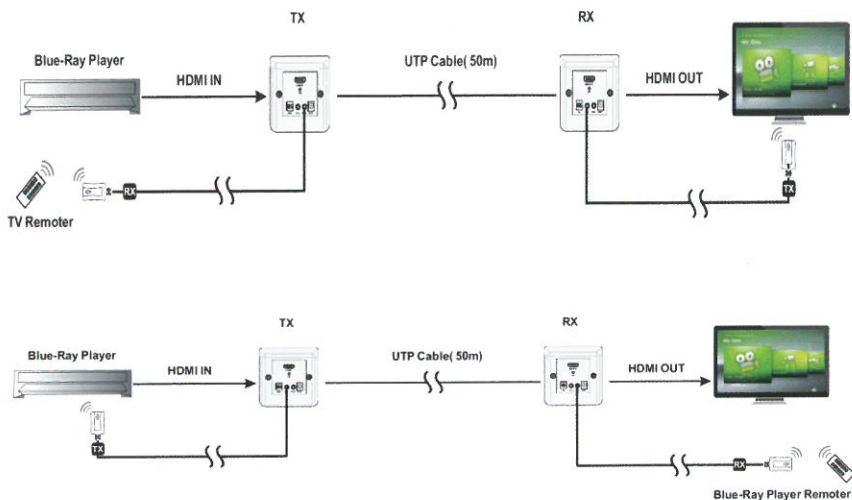 TX
RX
Blue-Ray Player
HDMI IN
UTP Cable( 50m)
HDMI OUT
RX
TX
TV Remoter
TX
RX
Blue-Ray Player
HDMI IN
UTP Cable( 50m)
HDMI OUT
TX
RX
Blue-Ray Player Remoter